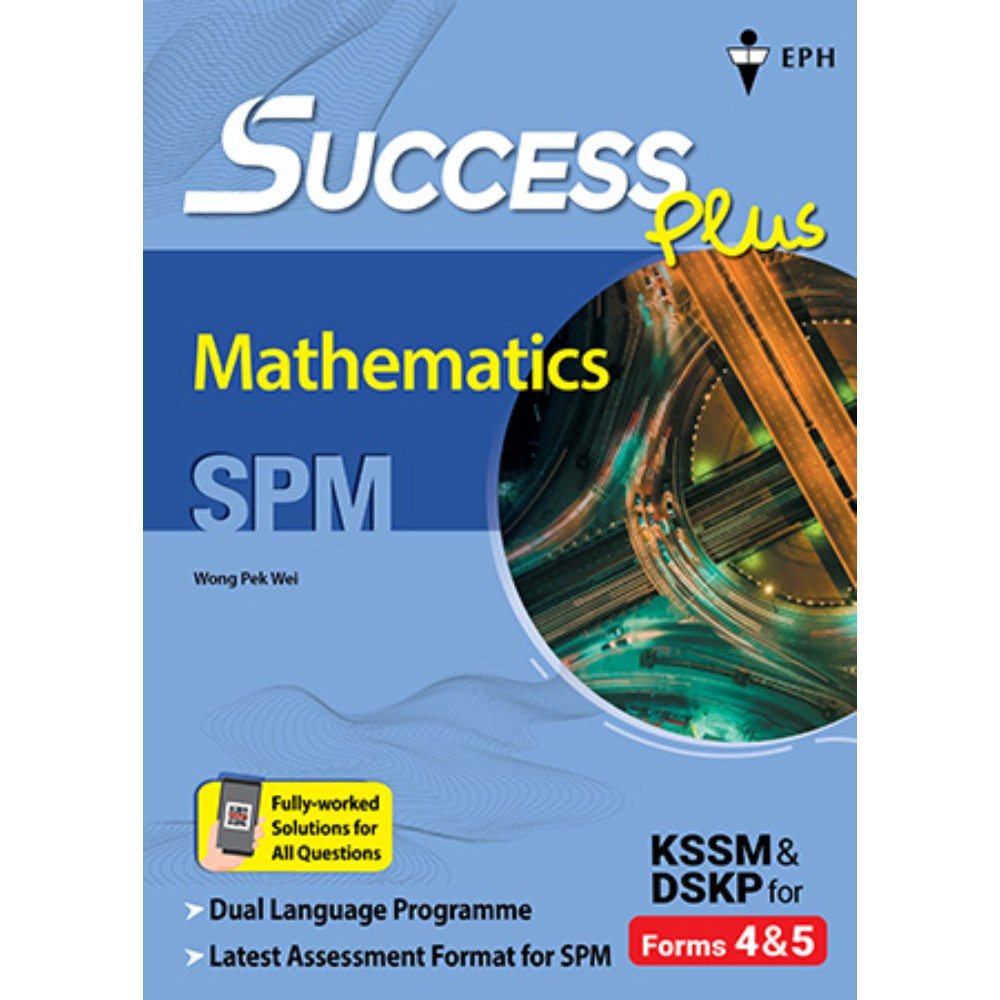 EPH
SUCCESS
Plus
Mathematics
SPM
Wong Pek Wei
Fully-worked
Solutions for
All Questions
KSSM &
DSKP for
Forms 4&5
Dual Language Programme
Latest Assessment Format for SPM